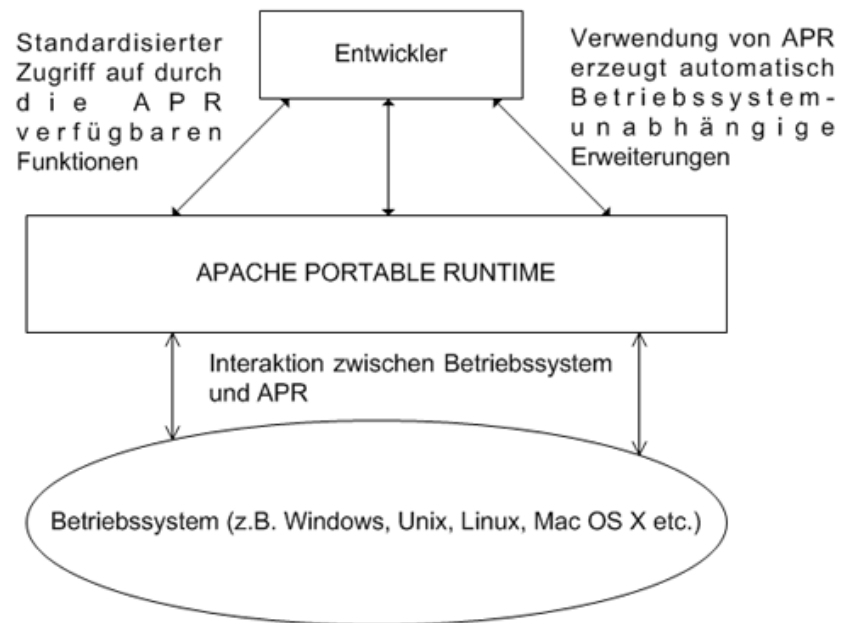 Standardisierter
Zugriff auf durch
die APR
verfügbaren
Funktionen
Entwickler
Verwendung von APR
erzeugt automatisch
Betriebssystem-
unabhängige
Erweiterungen
APACHE PORTABLE RUNTIME
Interaktion zwischen Betriebssystem
und APR
Betriebssystem (z.B. Windows, Unix, Linux, Mac OS X etc.)